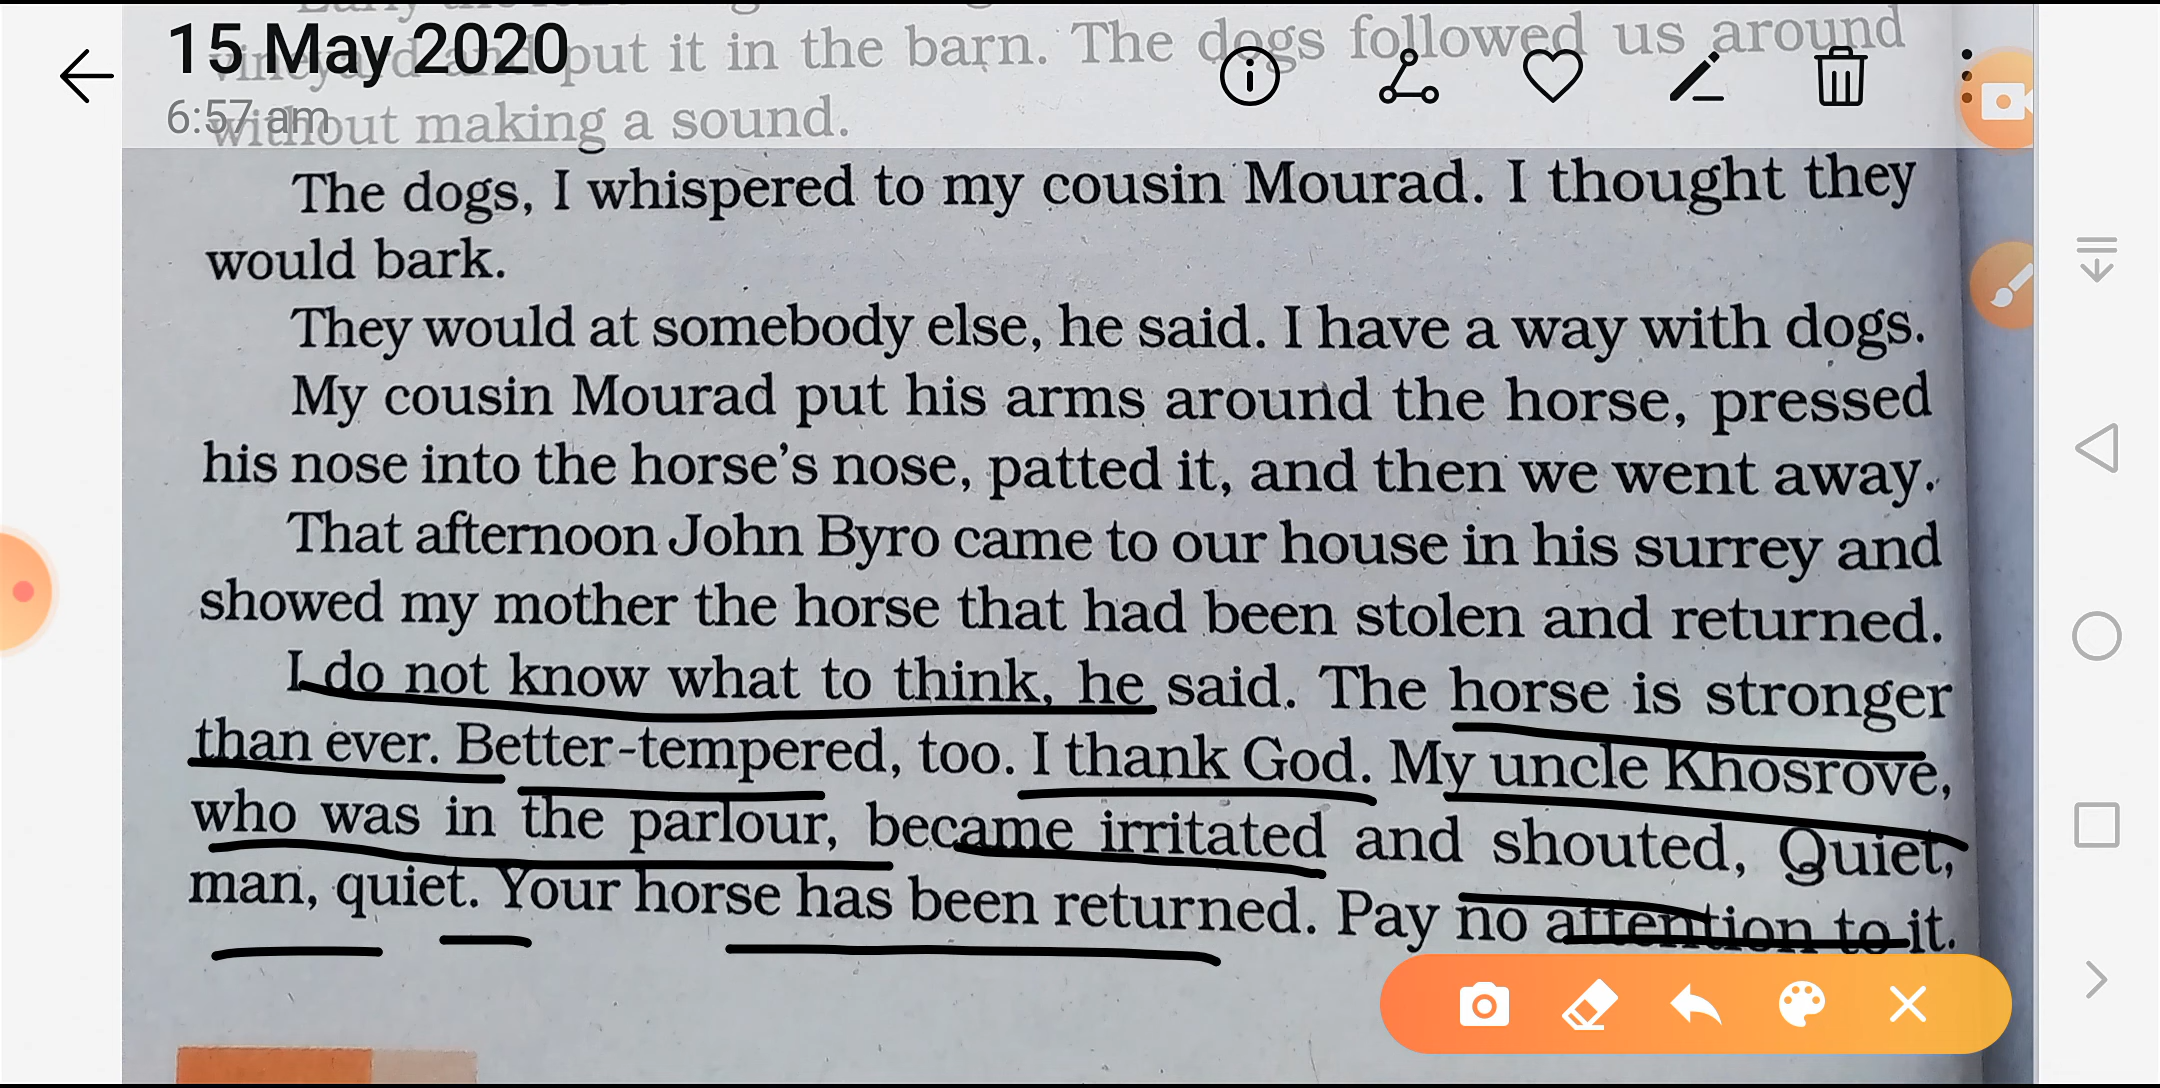 15 May 2020
6:57 am
vineyard and put it in the barn. The dogs followed us around
without making a sound.
The dogs, I whispered to my cousin Mourad. I thought they
would bark.
They would at somebody else, he said. I have a way with dogs.
My cousin Mourad put his arms around the horse, pressed
his nose into the horse's nose, patted it, and then we went away.
That afternoon John Byro came to our house in his surrey and
showed my mother the horse that had been stolen and returned.
I do not know what to think, he said. The horse is stronger
than ever. Better-tempered, too. I thank God. My uncle Khosrove,
who was in the parlour, became irritated and shouted, Quiet,
man, quiet. Your horse has been returned. Pay no attention to it.